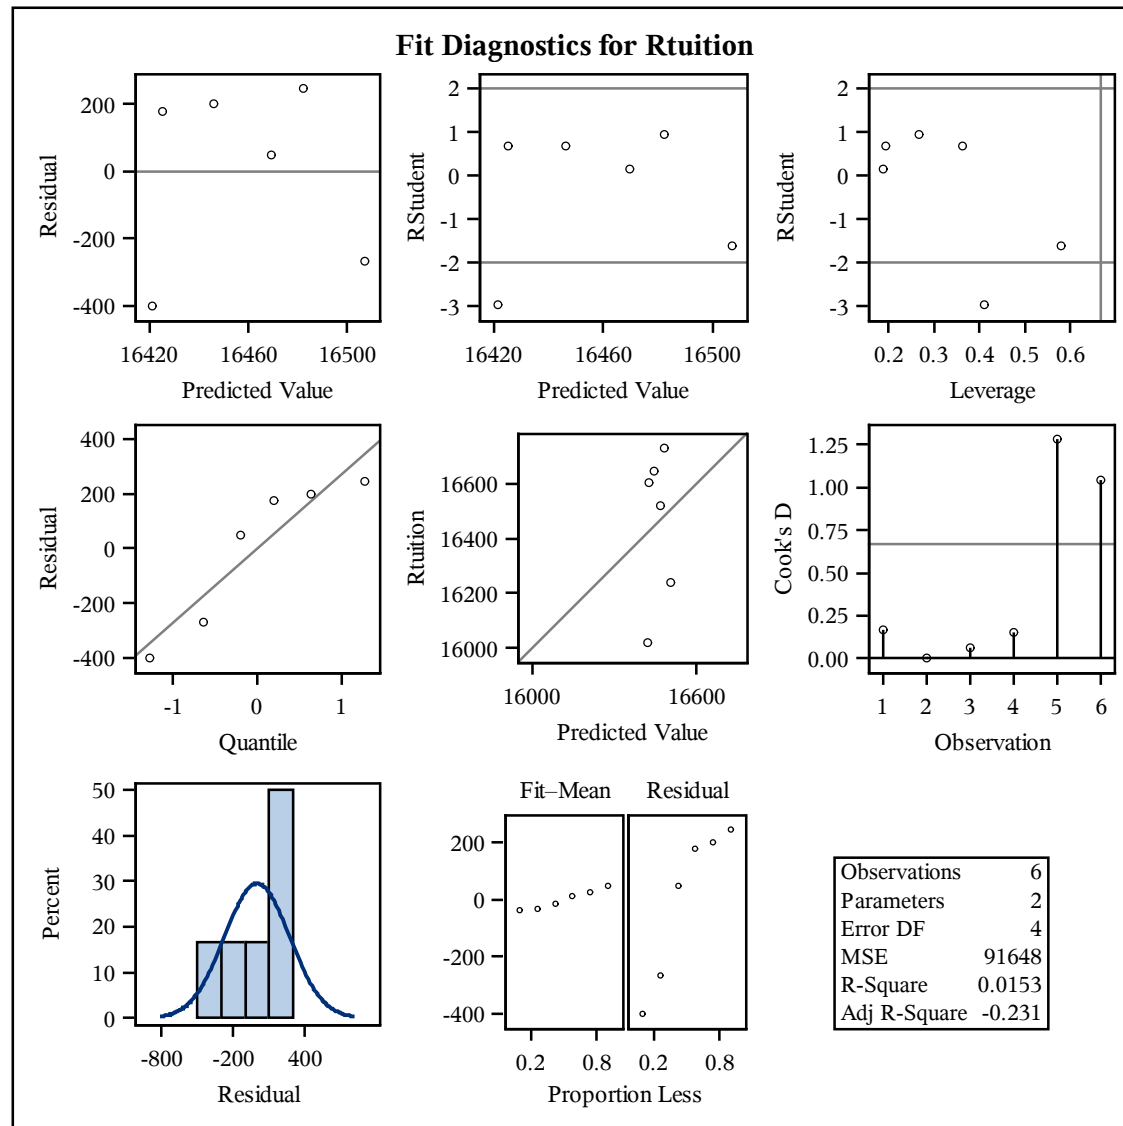 Fit Diagnostics for Rtuition
200
0
-200
-400
Residual
16420 16460 16500
Predicted Value
2
1
0
-1
-2
-3
RStudent
16420 16460 16500
Predicted Value
2
1
0
-1
-2
-3
RStudent
0.2 0.3 0.4 0.5 0.6
Leverage
400
200
0
-200
-400
Residual
-1 0 1
Quantile
16600
16400
16200
16000
Rtuition
16000 16600
Predicted Value
1.25
1.00
0.75
0.50
0.25
0.00
Cook's D
1 2 3 4 5 6
Observation
50
40
30
20
10
0
Percent
-800 -200 400
Residual
Fit–Mean Residual
200
0
-200
-400
0.2 0.8 0.2 0.8
Proportion Less
Observations 6
Parameters 2
Error DF 4
MSE 91648
R-Square 0.0153
Adj R-Square -0.231